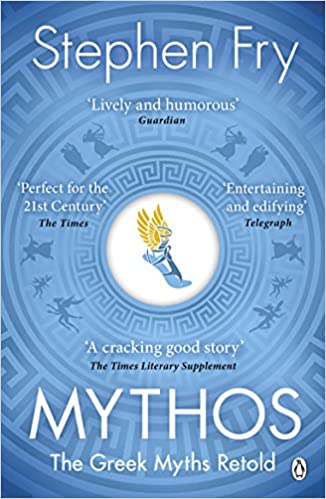 Stephen Fry
'Lively and humorous'
Guardian
'Perfect for the
21st Century'
The Times
'Entertaining
and edifying'
Telegraph
'A cracking good story'
The Times Literary Supplement
MYTHOS
The Greek Myths Retold